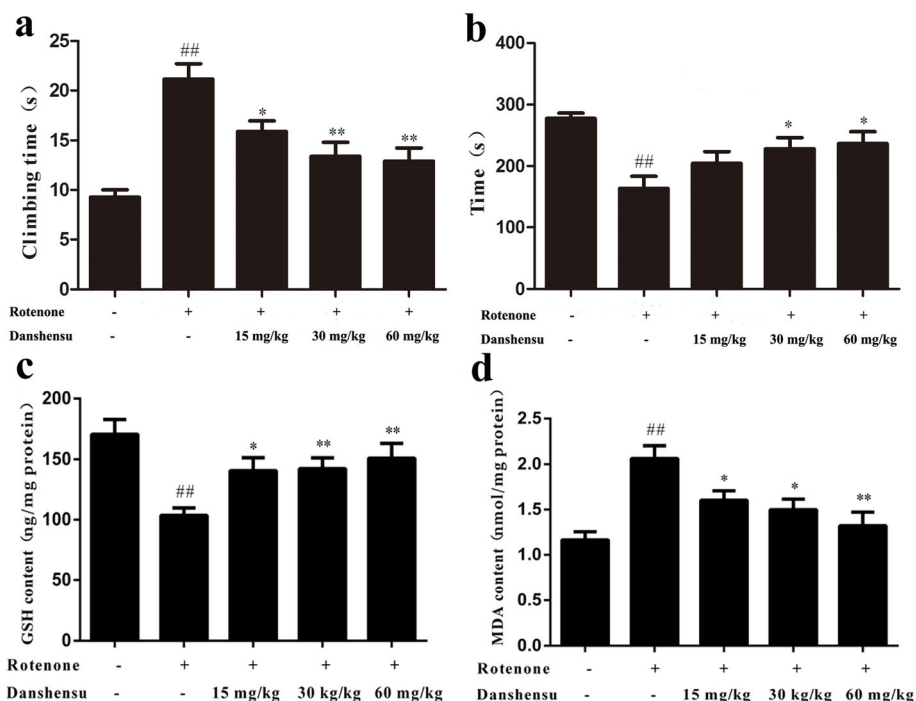 a
Climbing time (s)
25
20
15
10
5
0
##
*
**
**
Rotenone - + + + +
Danshensu - - 15 mg/kg 30 mg/kg 60 mg/kg
b
Time (s)
400
300
200
100
0
##
*
*
Rotenone - + + + +
Danshensu - - 15 mg/kg 30 mg/kg 60 mg/kg
c
GSH content (ng/mg protein)
200
150
100
50
0
##
*
**
**
Rotenone - + + + +
Danshensu - - 15 mg/kg 30 kg/kg 60 mg/kg
d
MDA content (nmol/mg protein)
2.5
2.0
1.5
1.0
0.5
0.0
##
*
*
**
Rotenone - + + + +
Danshensu - - 15 mg/kg 30 kg/kg 60 mg/kg